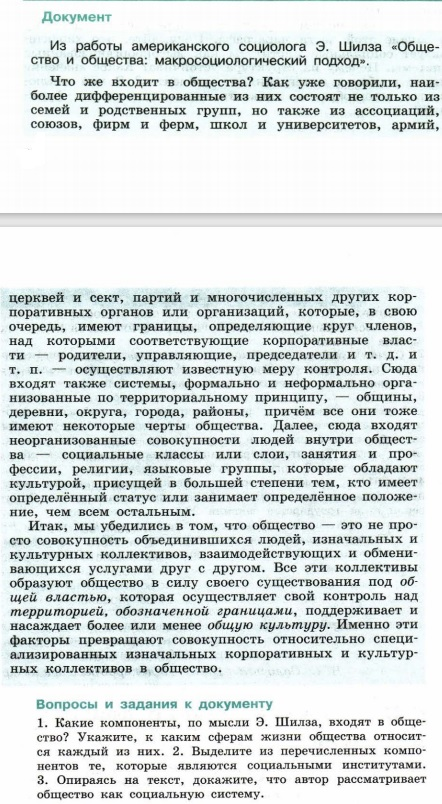 Документ
Из работы американского социолога Э. Шилза «Обще-
ство и общества: макросоциологический подход».
Что же входит в общества? Как уже говорили, наи-
более дифференцированные из них состоят не только из
семей и родственных групп, но также из ассоциаций,
союзов, фирм и ферм, школ и университетов, армий,
церквей и сект, партий и многочисленных других кор-
поративных органов или организаций, которые, в свою
очередь, имеют границы, определяющие круг членов,
над которыми соответствующие корпоративные влас-
ти — родители, управляющие, председатели и т. д. и
т. п. — осуществляют известную меру контроля. Сюда
входят также системы, формально и неформально орга-
низованные по территориальному принципу, — общины,
деревни, округа, города, районы, причём все они тоже
имеют некоторые черты общества. Далее, сюда входят
неорганизованные совокупности людей внутри общест-
ва — социальные классы или слои, занятия и про-
фессии, религии, языковые группы, которые обладают
культурой, присущей в большей степени тем, кто имеет
определённый статус или занимает определённое положе-
ние, чем всем остальным.
Итак, мы убедились в том, что общество — это не про-
сто совокупность объединившихся людей, изначальных и
культурных коллективов, взаимодействующих и обмени-
вающихся услугами друг с другом. Все эти коллективы
образуют общество в силу своего существования под об-
щей властью, которая осуществляет свой контроль над
территорией, обозначенной границами, поддерживает и
насаждает более или менее общую культуру. Именно эти
факторы превращают совокупность относительно специ-
ализированных изначальных корпоративных и культур-
ных коллективов в общество.
Вопросы и задания к документу
1. Какие компоненты, по мысли Э. Шилза, входят в обще-
ство? Укажите, к каким сферам жизни общества относит-
ся каждый из них. 2. Выделите из перечисленных компо-
нентов те, которые являются социальными институтами.
3. Опираясь на текст, докажите, что автор рассматривает
общество как социальную систему.